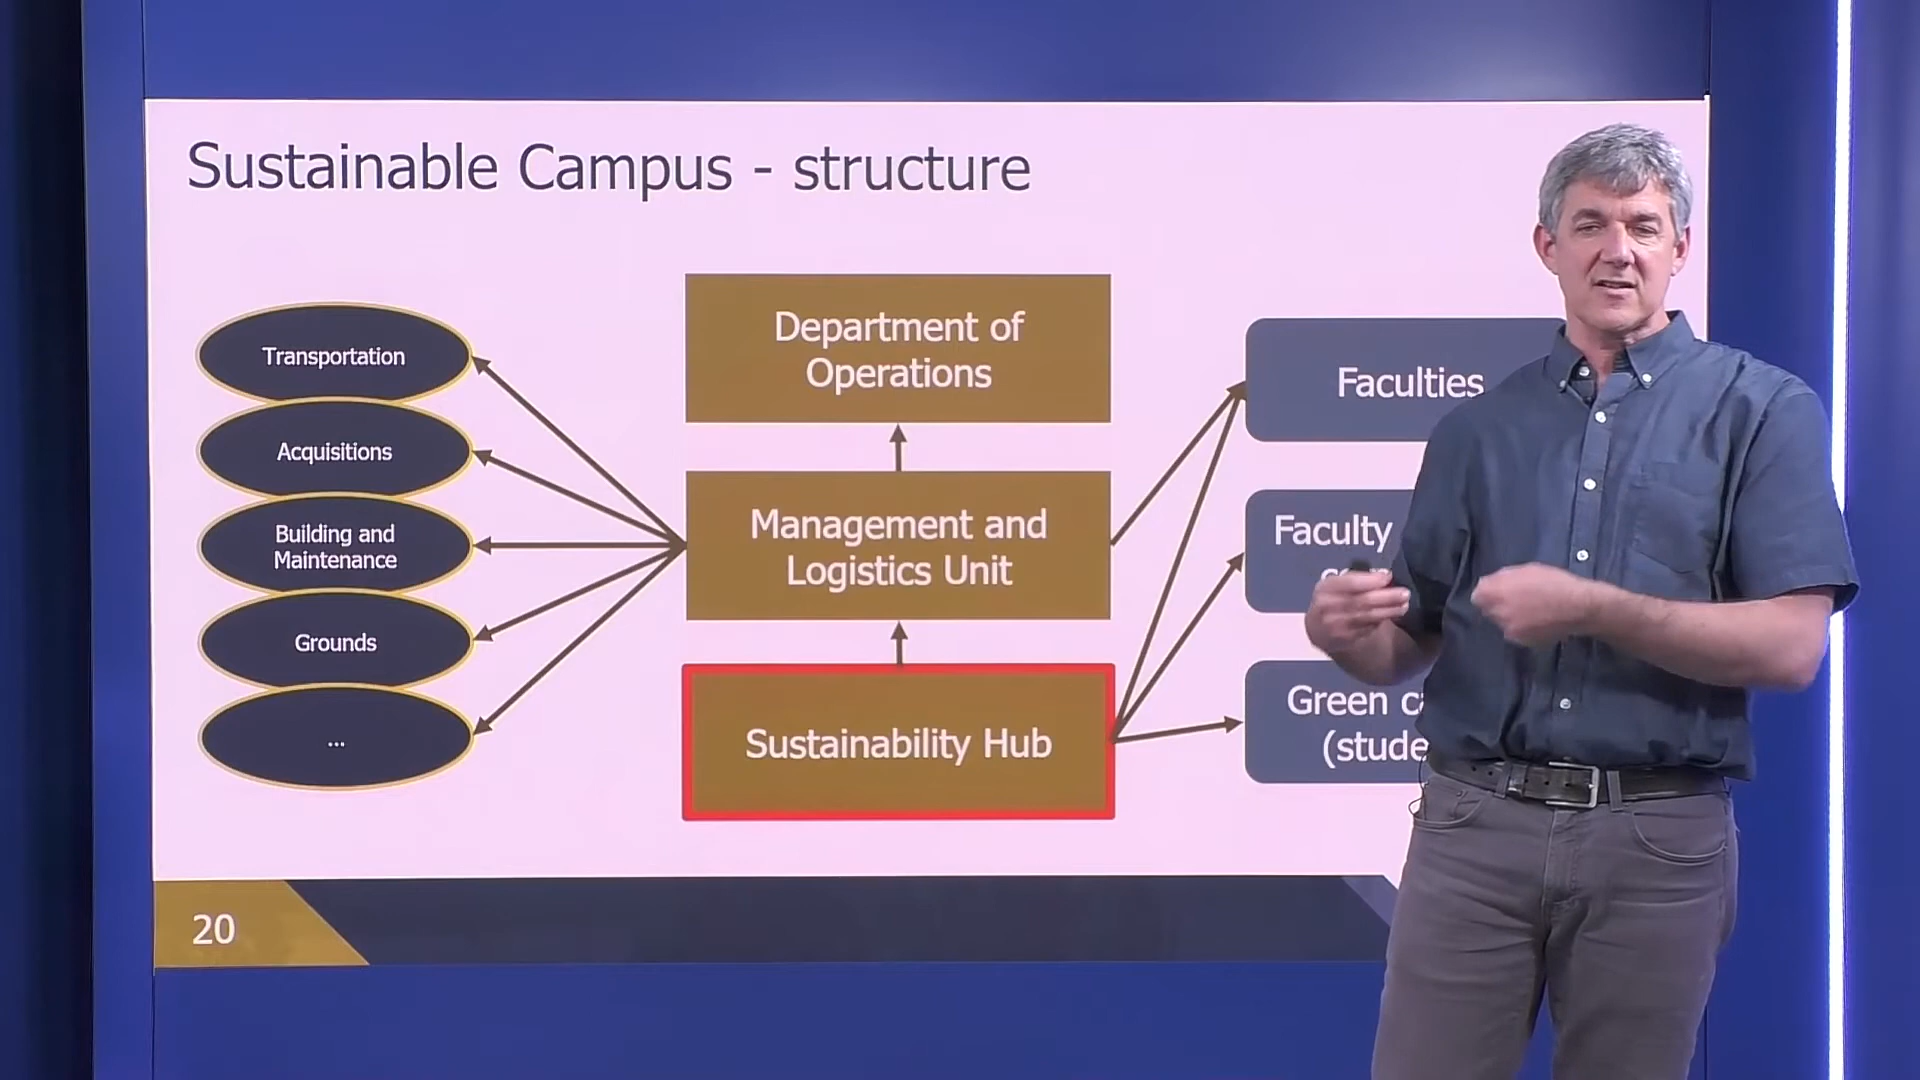 Sustainable Campus - structure
Transportation
Acquisitions
Building and
Maintenance
Grounds
...
Department of
Operations
Management and
Logistics Unit
Sustainability Hub
Faculties
Faculty
Green
20